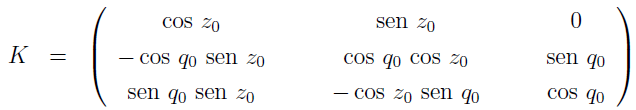 cos z₀ sen z₀ 0
K = − cos q₀ sen z₀ cos q₀ cos z₀ sen q₀
sen q₀ sen z₀ − cos z₀ sen q₀ cos q₀